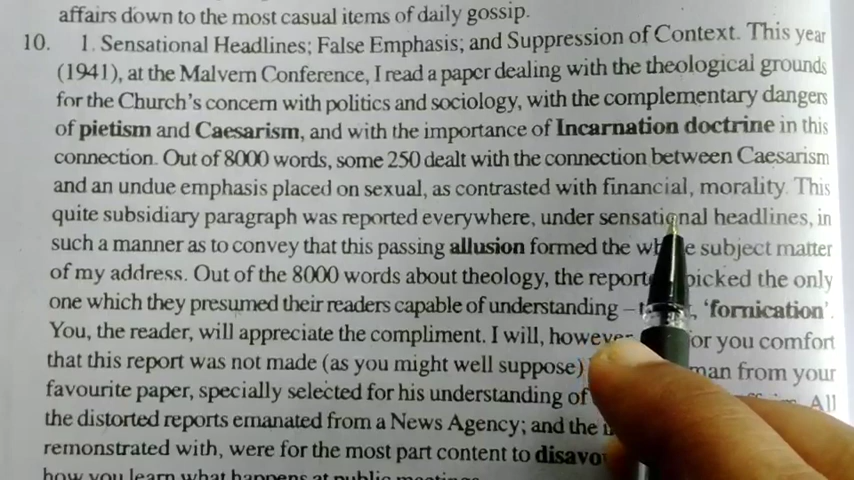 affairs down to the most casual items of daily gossip.
10. 1. Sensational Headlines; False Emphasis; and Suppression of Context. This year
(1941), at the Malvern Conference, I read a paper dealing with the theological grounds
for the Church's concern with politics and sociology, with the complementary dangers
of pietism and Caesarism, and with the importance of Incarnation doctrine in this
connection. Out of 8000 words, some 250 dealt with the connection between Caesarism
and an undue emphasis placed on sexual, as contrasted with financial, morality. This
quite subsidiary paragraph was reported everywhere, under sensational headlines, in
such a manner as to convey that this passing allusion formed the subject matter
of my address. Out of the 8000 words about theology, the picked the only
one which they presumed their readers capable of understanding – 'fornication'.
You, the reader, will appreciate the compliment. I will, however you comfort
that this report was not made (as you might well suppose) from your
favourite paper, specially selected for his understanding of All
the distorted reports emanated from a News Agency; and the
remonstrated with, were for the most part content to
how you learn what happens at public meetings.